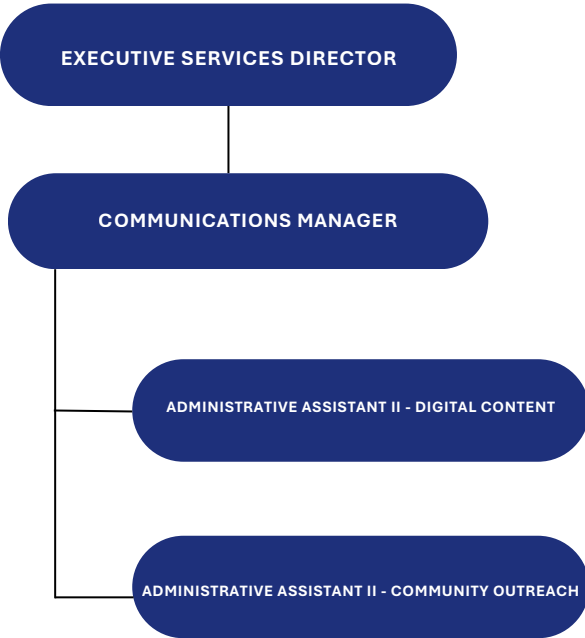 EXECUTIVE SERVICES DIRECTOR
COMMUNICATIONS MANAGER
ADMINISTRATIVE ASSISTANT II - DIGITAL CONTENT
ADMINISTRATIVE ASSISTANT II - COMMUNITY OUTREACH